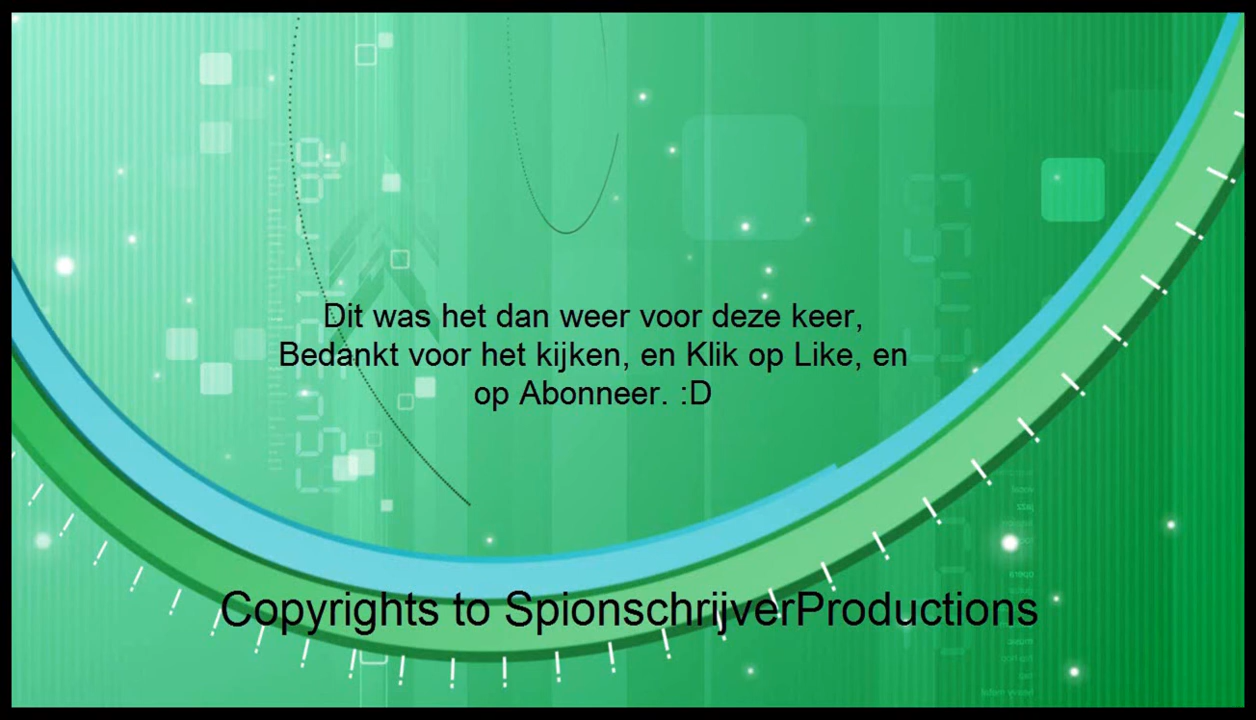 Dit was het dan weer voor deze keer,
Bedankt voor het kijken, en Klik op Like, en
op Abonneer. :D
Copyrights to SpionschrijverProductions